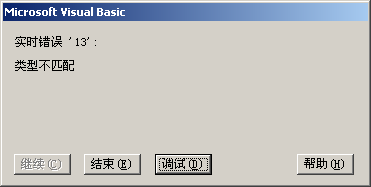 Microsoft Visual Basic
实时错误 '13':
类型不匹配
继续(C)
结束(E)
调试(D)
帮助(H)